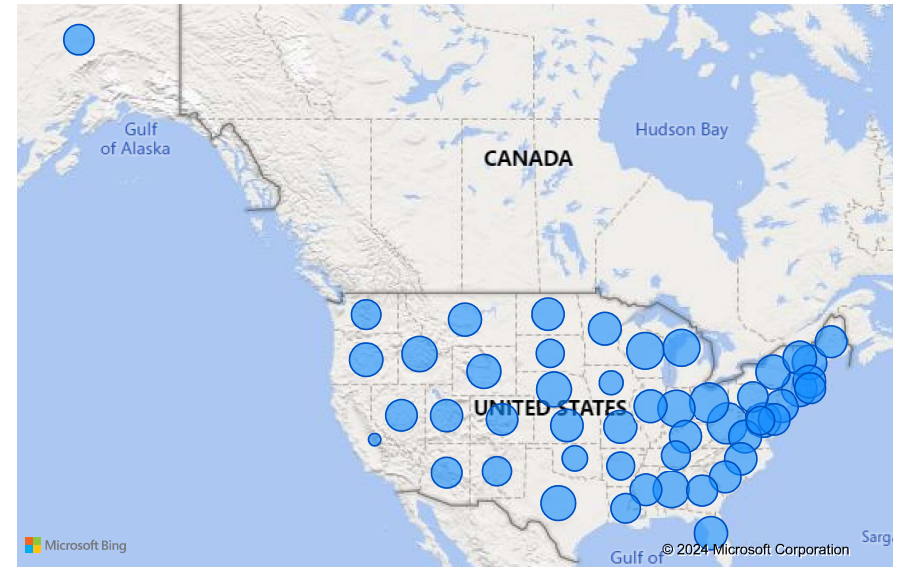 Gulf
of Alaska
Hudson Bay
CANADA
UNITED STATES
Microsoft Bing
Gulf of
© 2024 Microsoft Corporation
Sarg